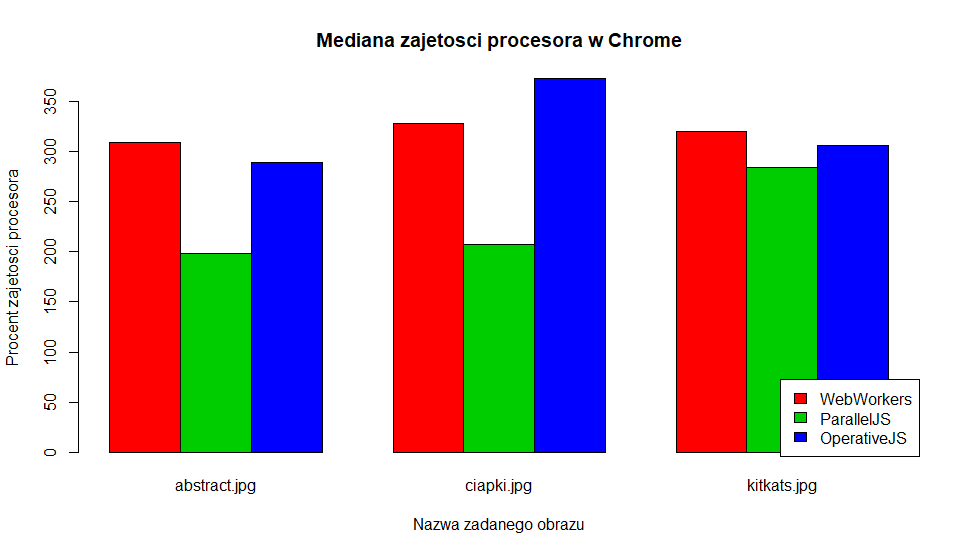 Mediana zajetosci procesora w Chrome
Procent zajetosci procesora
350
300
250
200
150
100
50
0
WebWorkers
ParallelJS
OperativeJS
abstract.jpg
ciapki.jpg
kitkats.jpg
Nazwa zadanego obrazu